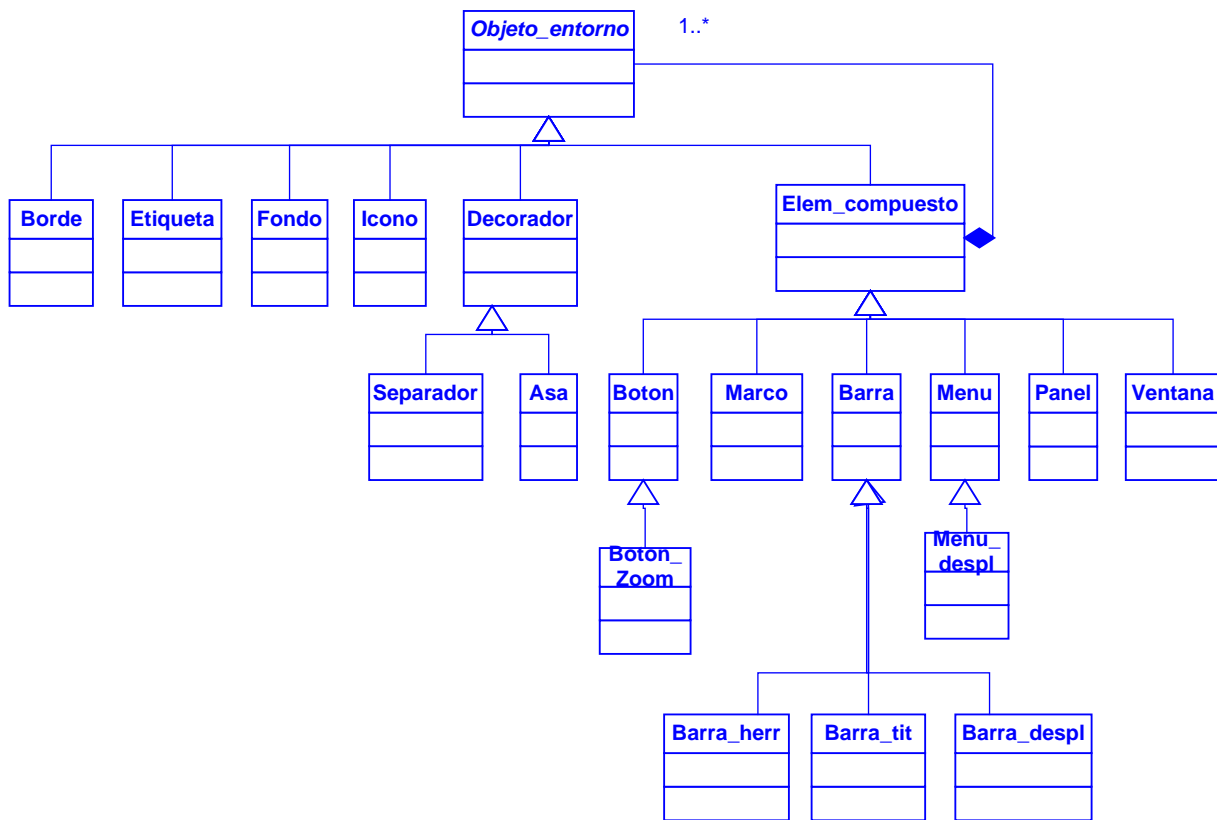 Objeto_entorno
1..*
Borde
Etiqueta
Fondo
Icono
Decorador
Elem_compuesto
Separador
Asa
Boton
Marco
Barra
Menu
Panel
Ventana
Boton_
Zoom
Menu_
despl
Barra_herr
Barra_tit
Barra_despl